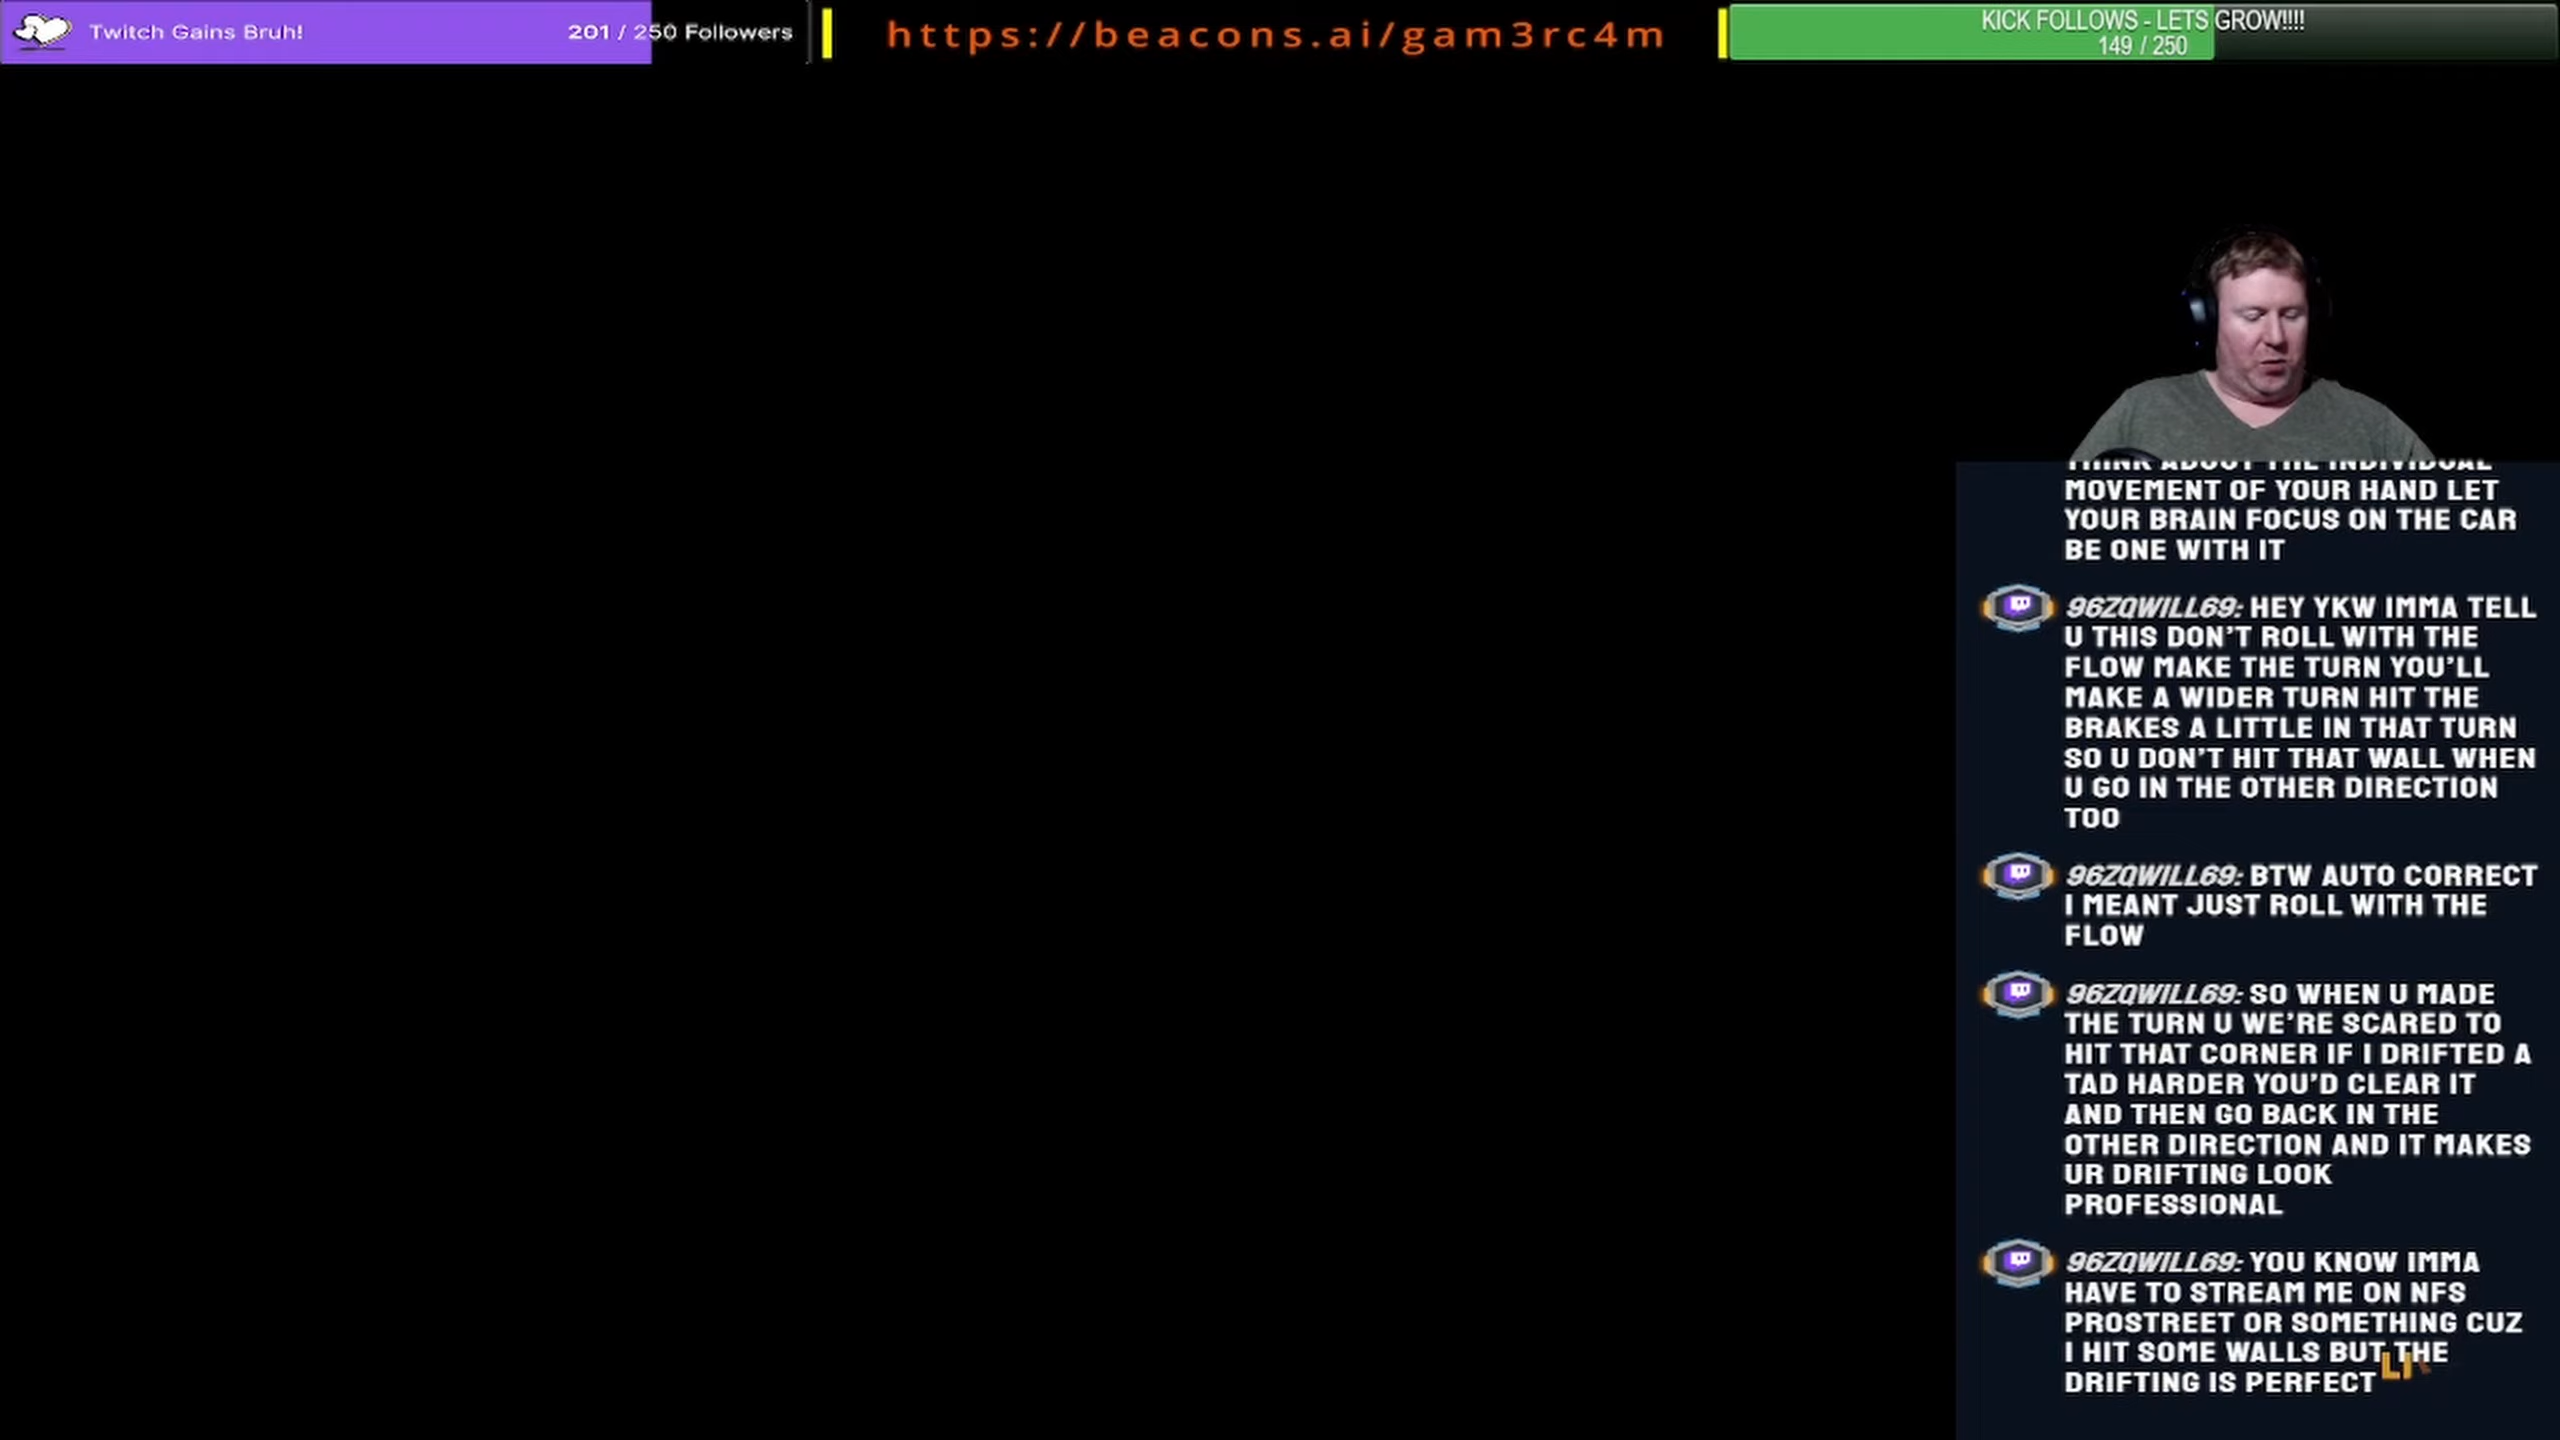 Twitch Gains Bruh! 201 / 250 Followers
https://beacons.ai/gam3rc4m
KICK FOLLOWS - LETS GROW!!!!
149 / 250
THINK ABOUT THE INDIVIDUAL
MOVEMENT OF YOUR HAND LET
YOUR BRAIN FOCUS ON THE CAR
BE ONE WITH IT
96ZQWILL69: HEY YKW IMMA TELL
U THIS DON'T ROLL WITH THE
FLOW MAKE THE TURN YOU'LL
MAKE A WIDER TURN HIT THE
BRAKES A LITTLE IN THAT TURN
SO U DON'T HIT THAT WALL WHEN
U GO IN THE OTHER DIRECTION
TOO
96ZQWILL69: BTW AUTO CORRECT
I MEANT JUST ROLL WITH THE
FLOW
96ZQWILL69: SO WHEN U MADE
THE TURN U WE'RE SCARED TO
HIT THAT CORNER IF I DRIFTED A
TAD HARDER YOU'D CLEAR IT
AND THEN GO BACK IN THE
OTHER DIRECTION AND IT MAKES
UR DRIFTING LOOK
PROFESSIONAL
96ZQWILL69: YOU KNOW IMMA
HAVE TO STREAM ME ON NFS
PROSTREET OR SOMETHING CUZ
I HIT SOME WALLS BUT THE
DRIFTING IS PERFECT